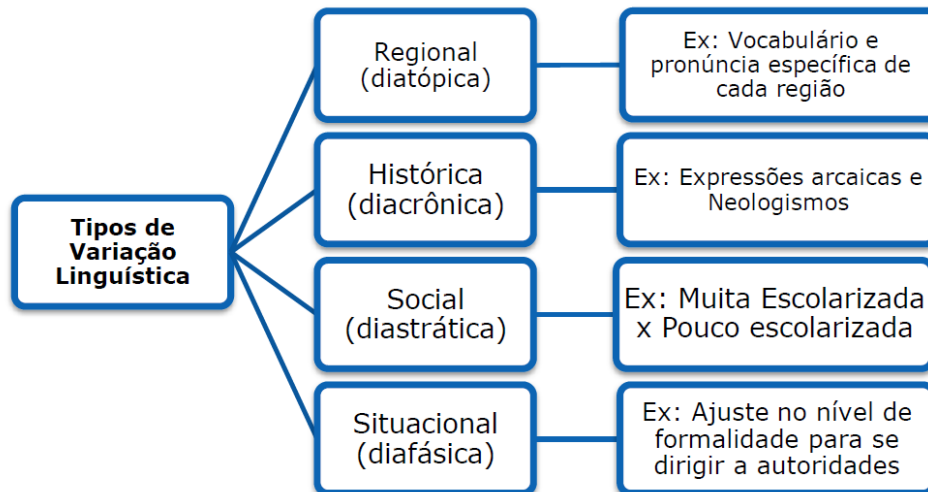 Tipos de
Variação
Linguística
Regional
(diatópica)
Ex: Vocabulário e
pronúncia específica de
cada região
Histórica
(diacrônica)
Ex: Expressões arcaicas e
Neologismos
Social
(diastrática)
Ex: Muita Escolarizada
x Pouco escolarizada
Situacional
(diafásica)
Ex: Ajuste no nível de
formalidade para se
dirigir a autoridades